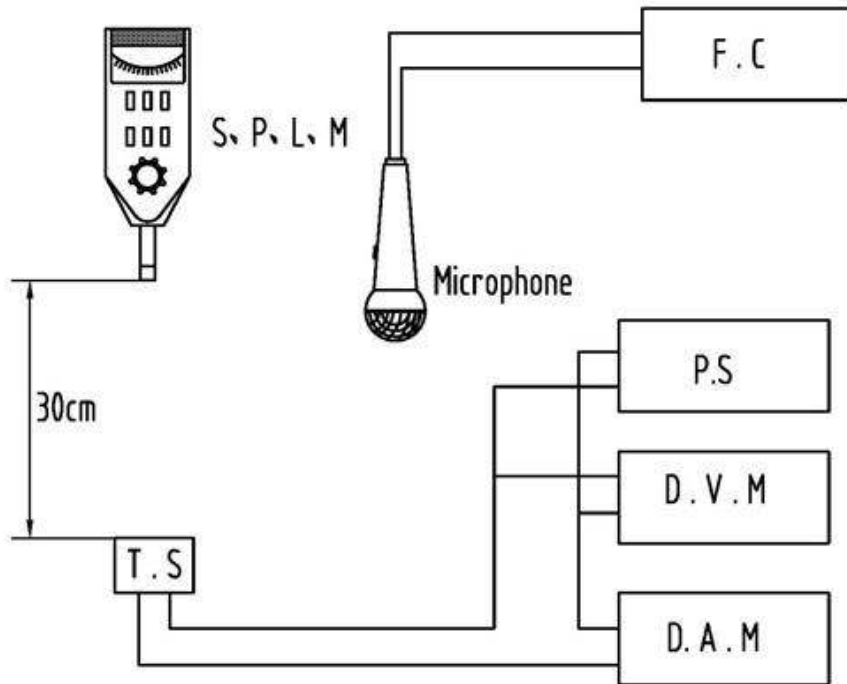 F.C
S、P、L、M
Microphone
P.S
30cm
D.V.M
T.S
D.A.M